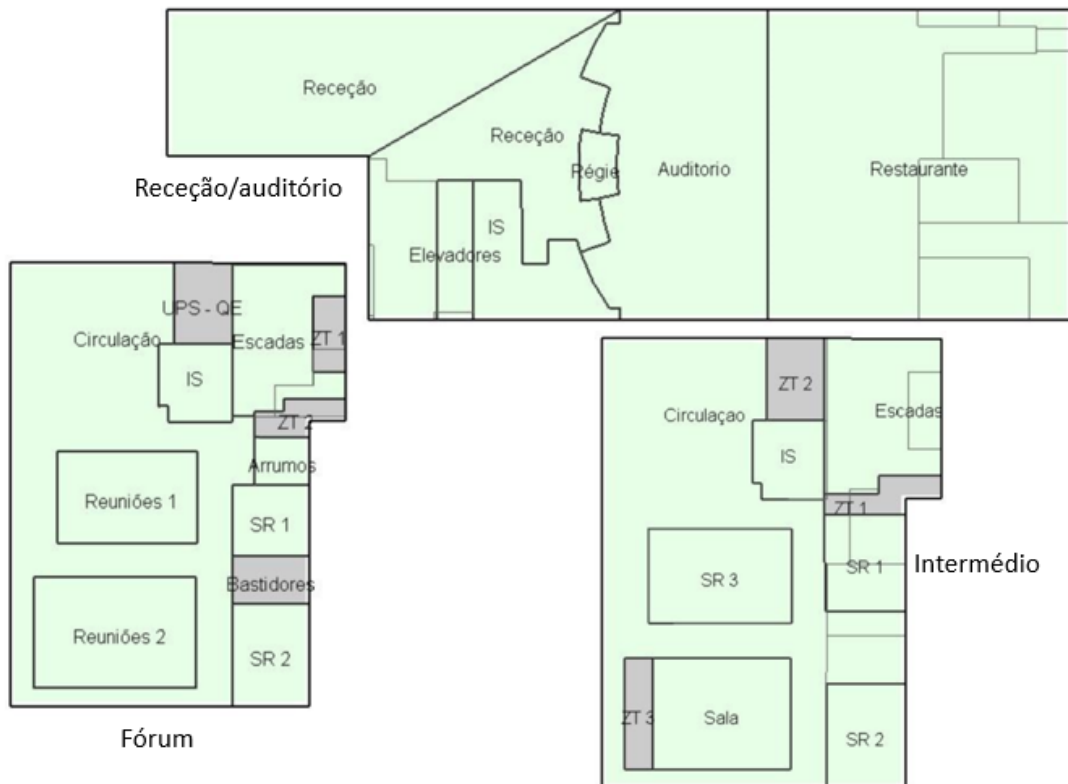 Receção
Receção
Régie
Auditorio
Restaurante
IS
Elevadores
Receção/auditório
UPS - QE
Circulação
Escadas
ZT 1
IS
ZT 2
Arrumos
Reuniões 1
SR 1
Bastidores
Reuniões 2
SR 2
Fórum
ZT 2
Circulaçao
Escadas
IS
ZT 1
SR 1
SR 3
Intermédio
ZT 3
Sala
SR 2